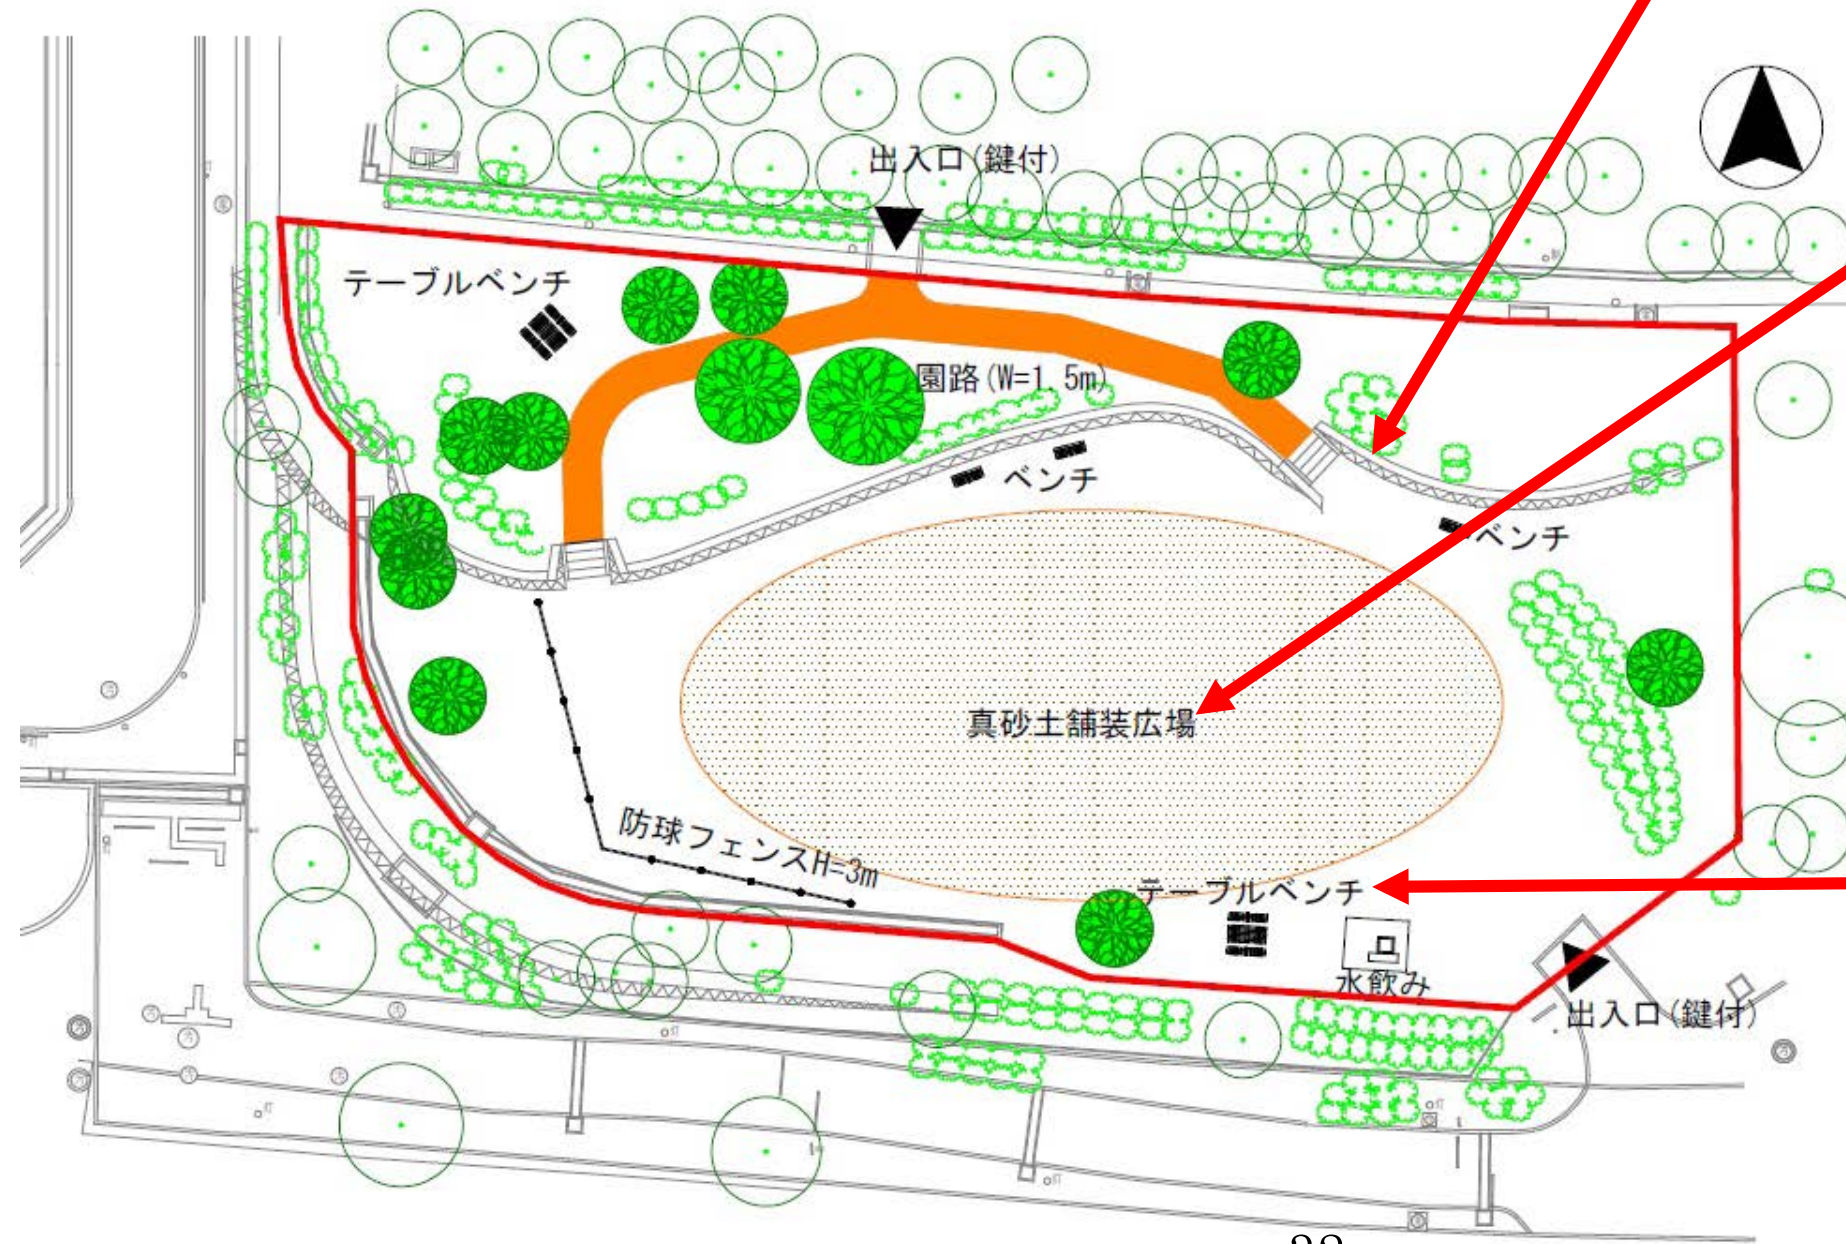 出入口(鍵付)
テーブルベンチ
園路(W=1.5m)
ベンチ
ベンチ
真砂土舗装広場
防球フェンスH=3m
テーブルベンチ
水飲み
出入口(鍵付)